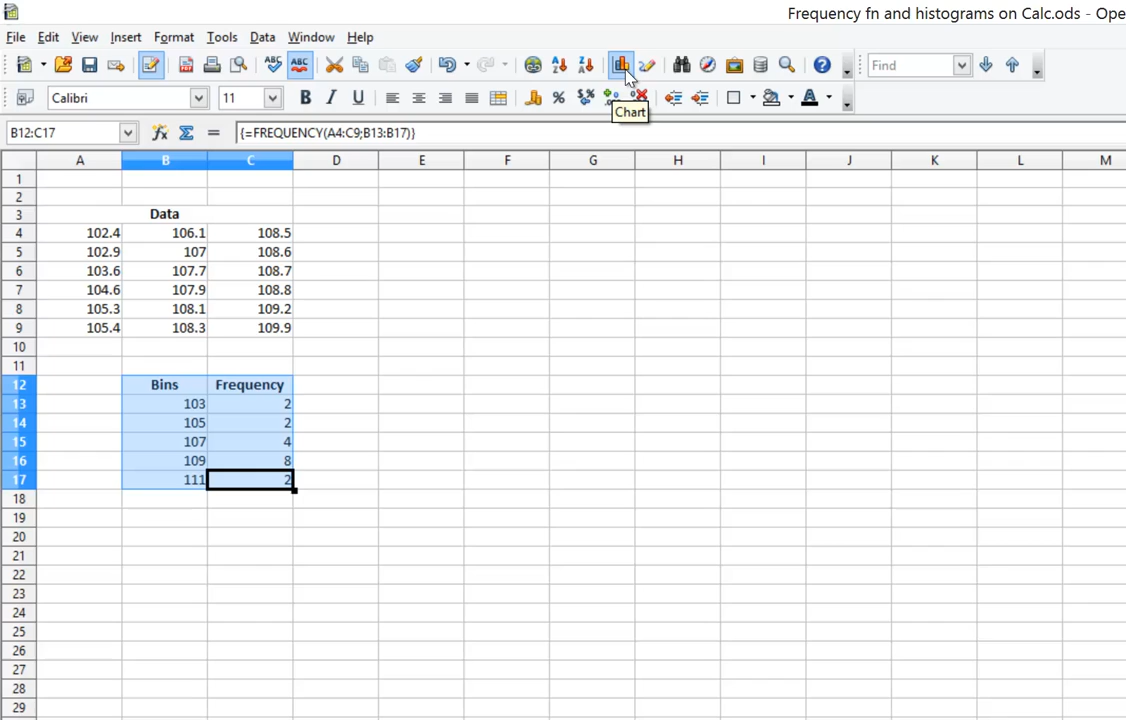 Frequency fn and histograms on Calc.ods - Ope
File Edit View Insert Format Tools Data Window Help
ABC ABC Find
Calibri 11 B I U % A
Chart
B12:C17 fx Σ = {=FREQUENCY(A4:C9;B13:B17)}
A B C D E F G H I J K L M
1
2
3 Data
4 102.4 106.1 108.5
5 102.9 107 108.6
6 103.6 107.7 108.7
7 104.6 107.9 108.8
8 105.3 108.1 109.2
9 105.4 108.3 109.9
10
11
12 Bins Frequency
13 103 2
14 105 2
15 107 4
16 109 8
17 111 2
18
19
20
21
22
23
24
25
26
27
28
29